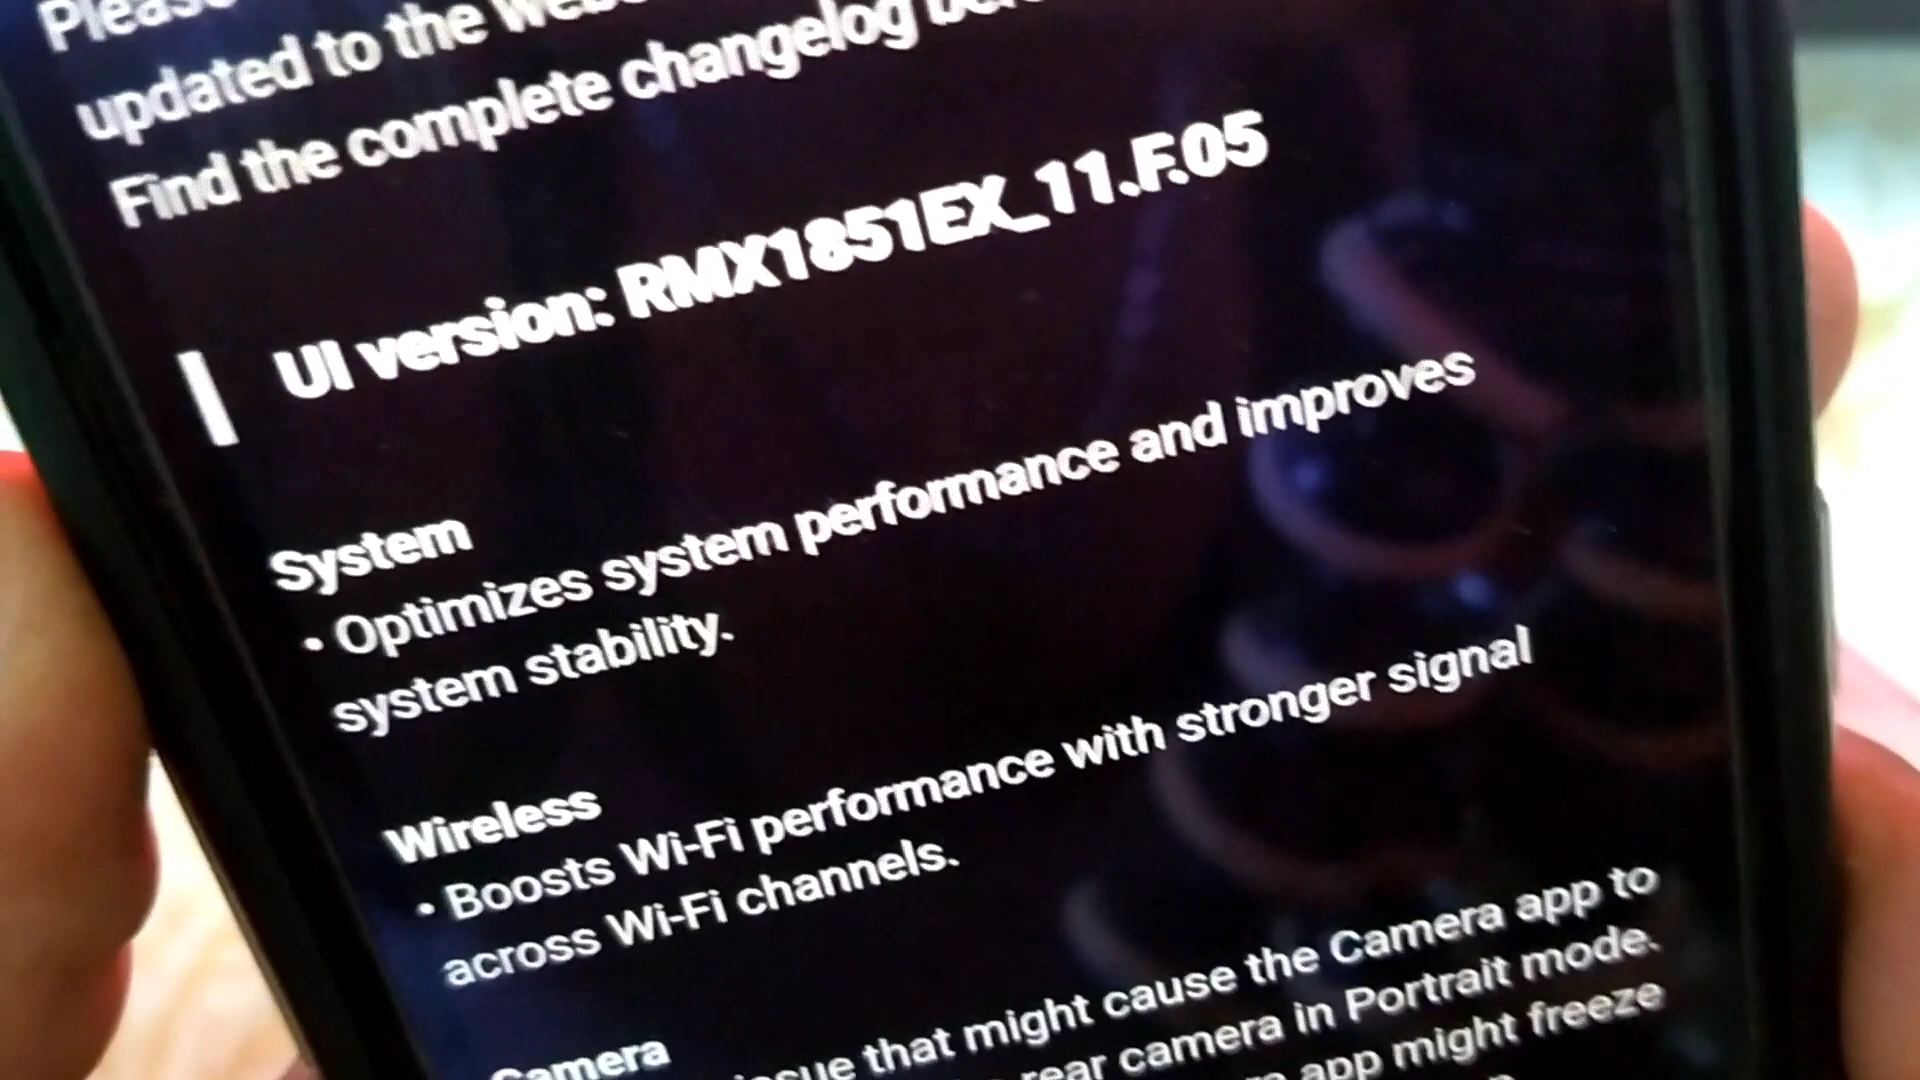 Please
updated to the
Find the complete changelog
UI version: RMX1851EX_11.F.05
System
• Optimizes system performance and improves
system stability.
Wireless
• Boosts Wi-Fi performance with stronger signal
across Wi-Fi channels.
Camera
issue that might cause the Camera app to
rear camera in Portrait mode.
app might freeze